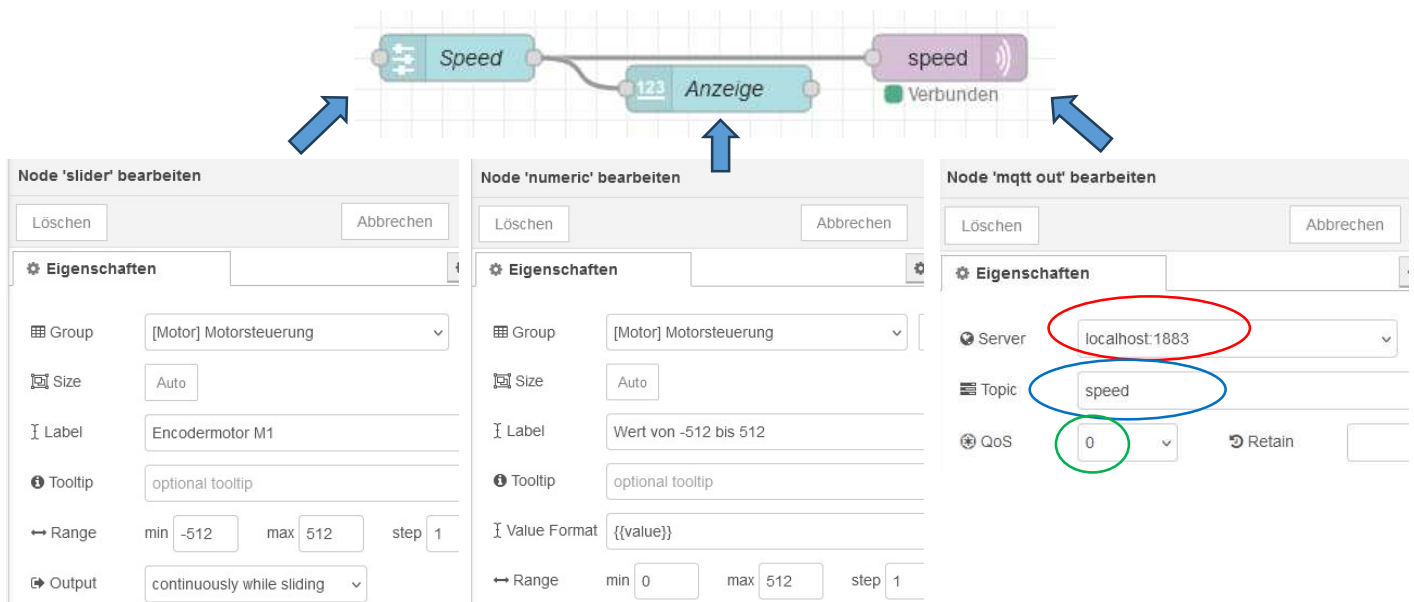 Speed
speed
123
Anzeige
Verbunden
Node 'slider' bearbeiten
Löschen
Abbrechen
Eigenschaften
Group
[Motor] Motorsteuerung
Size
Auto
Label
Encodermotor M1
Tooltip
optional tooltip
Range
min -512
max 512
step 1
Output
continuously while sliding
Node 'numeric' bearbeiten
Löschen
Abbrechen
Eigenschaften
Group
[Motor] Motorsteuerung
Size
Auto
Label
Wert von -512 bis 512
Tooltip
optional tooltip
Value Format
{{value}}
Range
min 0
max 512
step 1
Node 'mqtt out' bearbeiten
Löschen
Abbrechen
Eigenschaften
Server
localhost:1883
Topic
speed
QoS
0
Retain